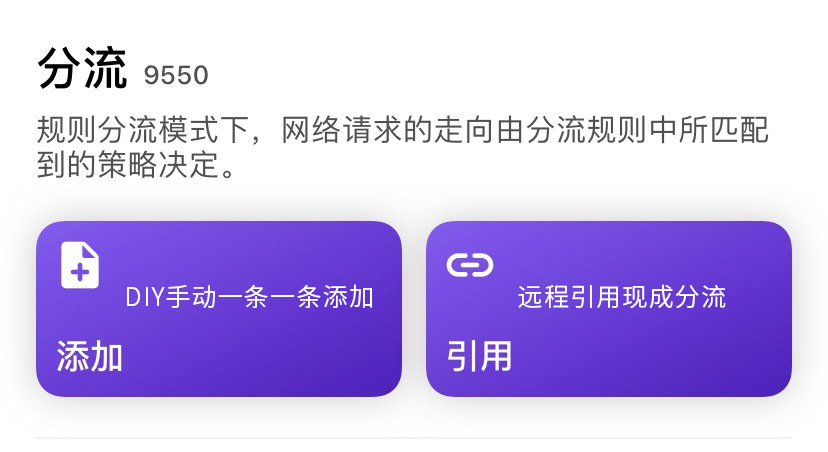 分流 9550
规则分流模式下，网络请求的走向由分流规则中所匹配
到的策略决定。
DIY手动一条一条添加
添加
远程引用现成分流
引用